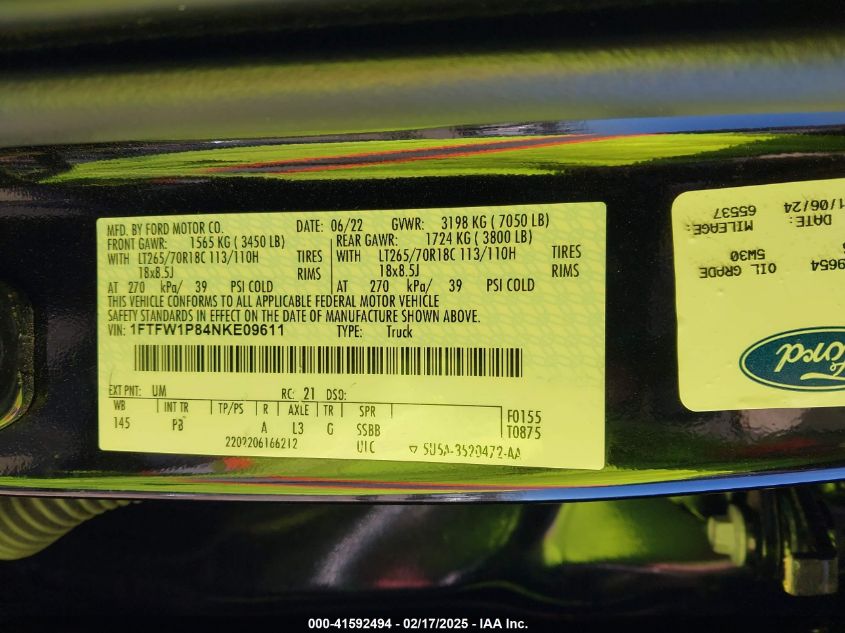 MFD. BY FORD MOTOR CO.
DATE: 06/22 GVWR: 3198 KG ( 7050 LB)
FRONT GAWR: 1565 KG ( 3450 LB)
REAR GAWR: 1724 KG ( 3800 LB)
WITH LT265/70R18C 113/110H TIRES
WITH LT265/70R18C 113/110H TIRES
18x8.5J RIMS
18x8.5J RIMS
AT 270 kPa/ 39 PSI COLD
AT 270 kPa/ 39 PSI COLD
THIS VEHICLE CONFORMS TO ALL APPLICABLE FEDERAL MOTOR VEHICLE
SAFETY STANDARDS IN EFFECT ON THE DATE OF MANUFACTURE SHOWN ABOVE.
VIN: 1FTFW1P84NKE09611 TYPE: Truck
EXT PNT: UM RC: 21 DSO:
WB INT TR TP/PS R AXLE TR SPR
145 PB A L3 G SSBB
F0155
T0875
2202206166212 UTC
5U5A-3520472-AA
DATE: 1/06/24
MILEAGE: 65537
OIL GRADE 5W30
9654
Ford
000-41592494 - 02/17/2025 - IAA Inc.